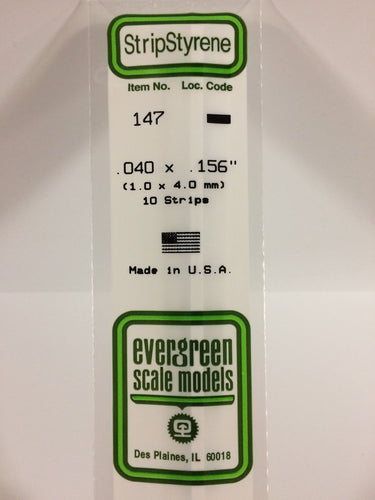 StripStyrene
Item No. Loc. Code
147
.040 x .156"
(1.0 x 4.0 mm)
10 Strips
Made in U.S.A.
evergreen
scale models
Des Plaines, IL 60018